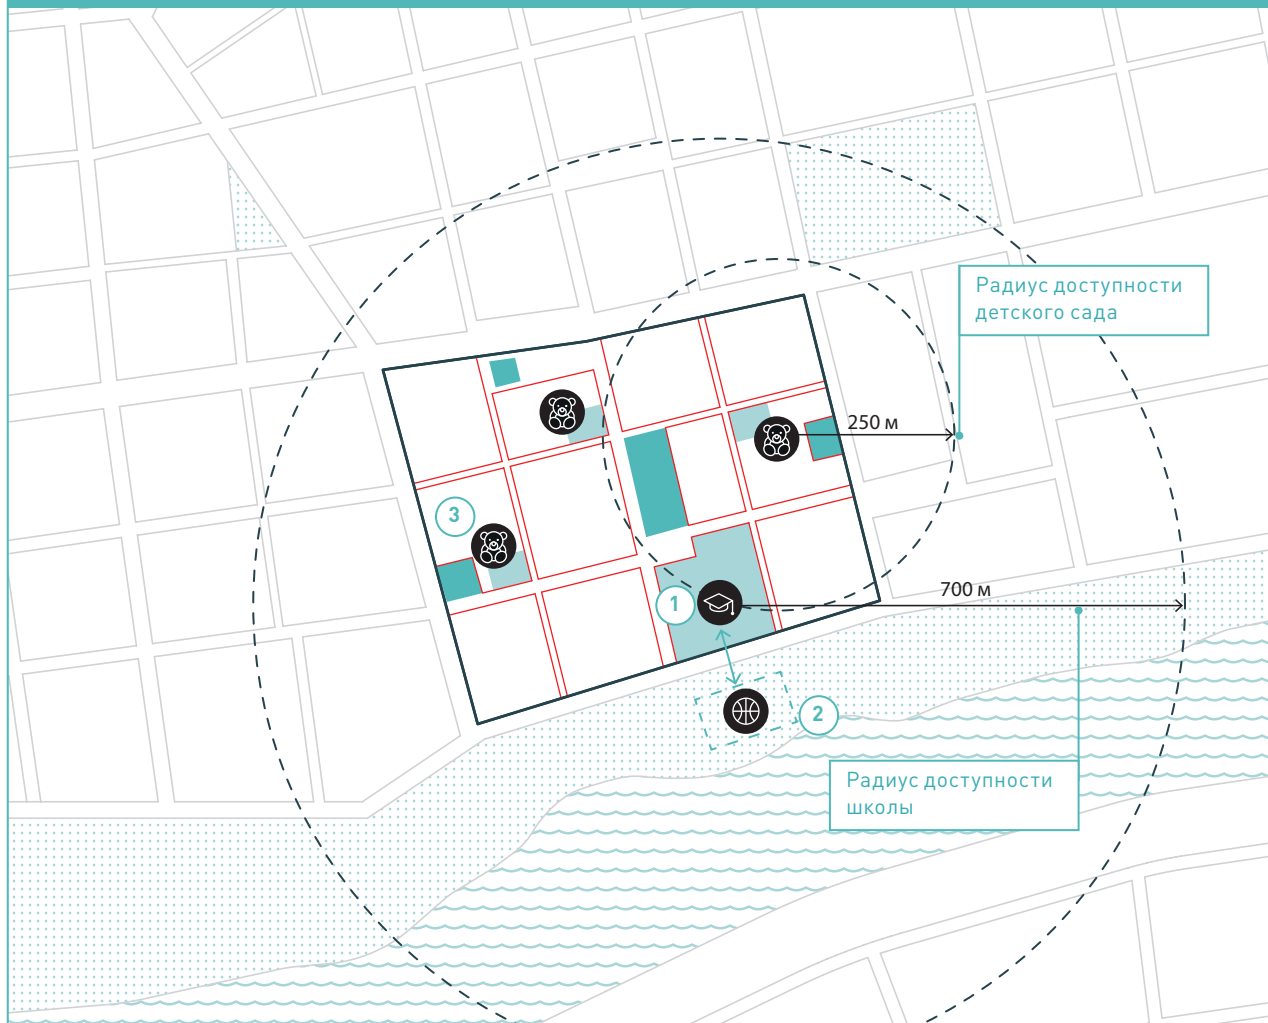 Радиус доступности
детского сада
250 м
3
700 м
1
2
Радиус доступности
школы